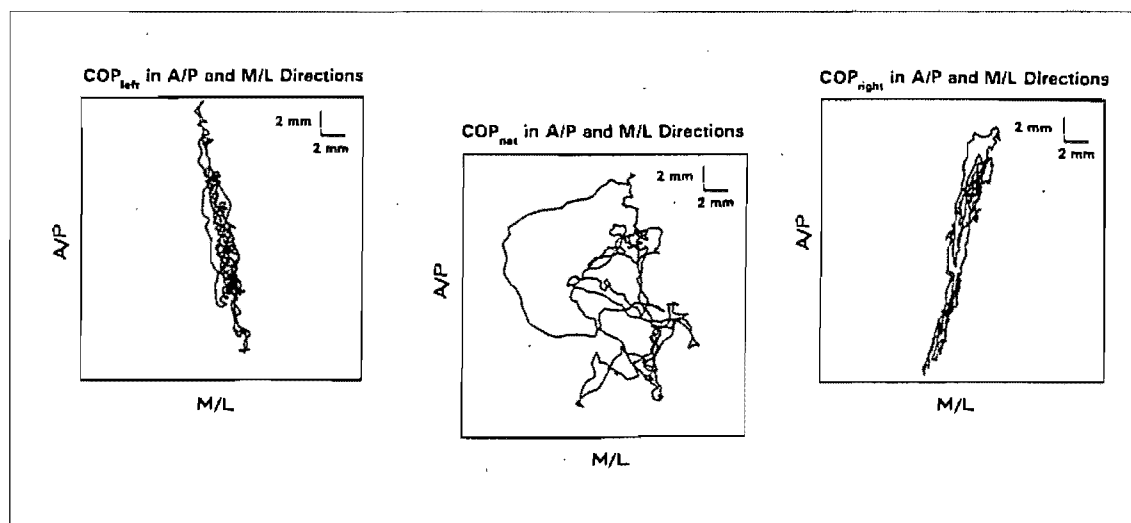 COPleft in A/P and M/L Directions
2 mm
2 mm
A/P
M/L
COPnet in A/P and M/L Directions
2 mm
2 mm
A/P
M/L
COPright in A/P and M/L Directions
2 mm
2 mm
A/P
M/L